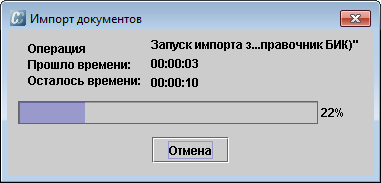 Импорт документов
Операция Запуск импорта з...правочник БИК)"
Прошло времени: 00:00:03
Осталось времени: 00:00:10
22%
Отмена